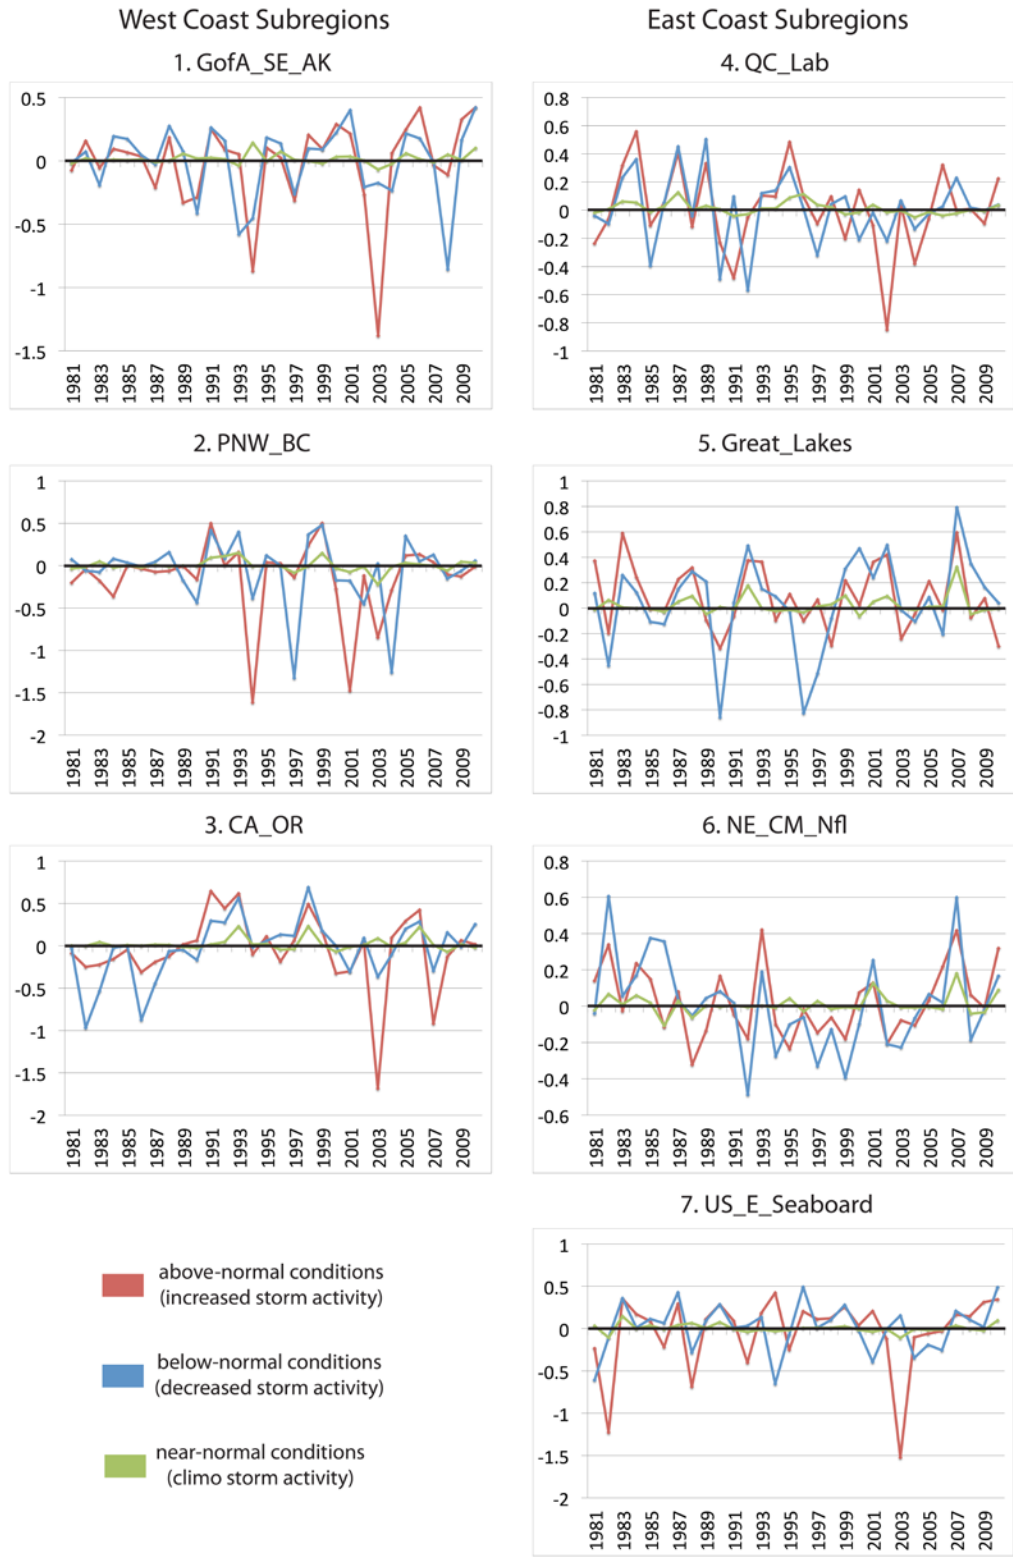 West Coast Subregions
East Coast Subregions
1. GofA_SE_AK
0.5
0
-0.5
-1
-1.5
1981 1983 1985 1987 1989 1991 1993 1995 1997 1999 2001 2003 2005 2007 2009
4. QC_Lab
0.8
0.6
0.4
0.2
0
-0.2
-0.4
-0.6
-0.8
-1
1981 1983 1985 1987 1989 1991 1993 1995 1997 1999 2001 2003 2005 2007 2009
2. PNW_BC
1
0.5
0
-0.5
-1
-1.5
-2
1981 1983 1985 1987 1989 1991 1993 1995 1997 1999 2001 2003 2005 2007 2009
5. Great_Lakes
1
0.8
0.6
0.4
0.2
0
-0.2
-0.4
-0.6
-0.8
-1
1981 1983 1985 1987 1989 1991 1993 1995 1997 1999 2001 2003 2005 2007 2009
3. CA_OR
1
0.5
0
-0.5
-1
-1.5
-2
1981 1983 1985 1987 1989 1991 1993 1995 1997 1999 2001 2003 2005 2007 2009
6. NE_CM_Nfl
0.8
0.6
0.4
0.2
0
-0.2
-0.4
-0.6
1981 1983 1985 1987 1989 1991 1993 1995 1997 1999 2001 2003 2005 2007 2009
7. US_E_Seaboard
1
0.5
0
-0.5
-1
-1.5
-2
1981 1983 1985 1987 1989 1991 1993 1995 1997 1999 2001 2003 2005 2007 2009
above-normal conditions
(increased storm activity)
below-normal conditions
(decreased storm activity)
near-normal conditions
(climo storm activity)